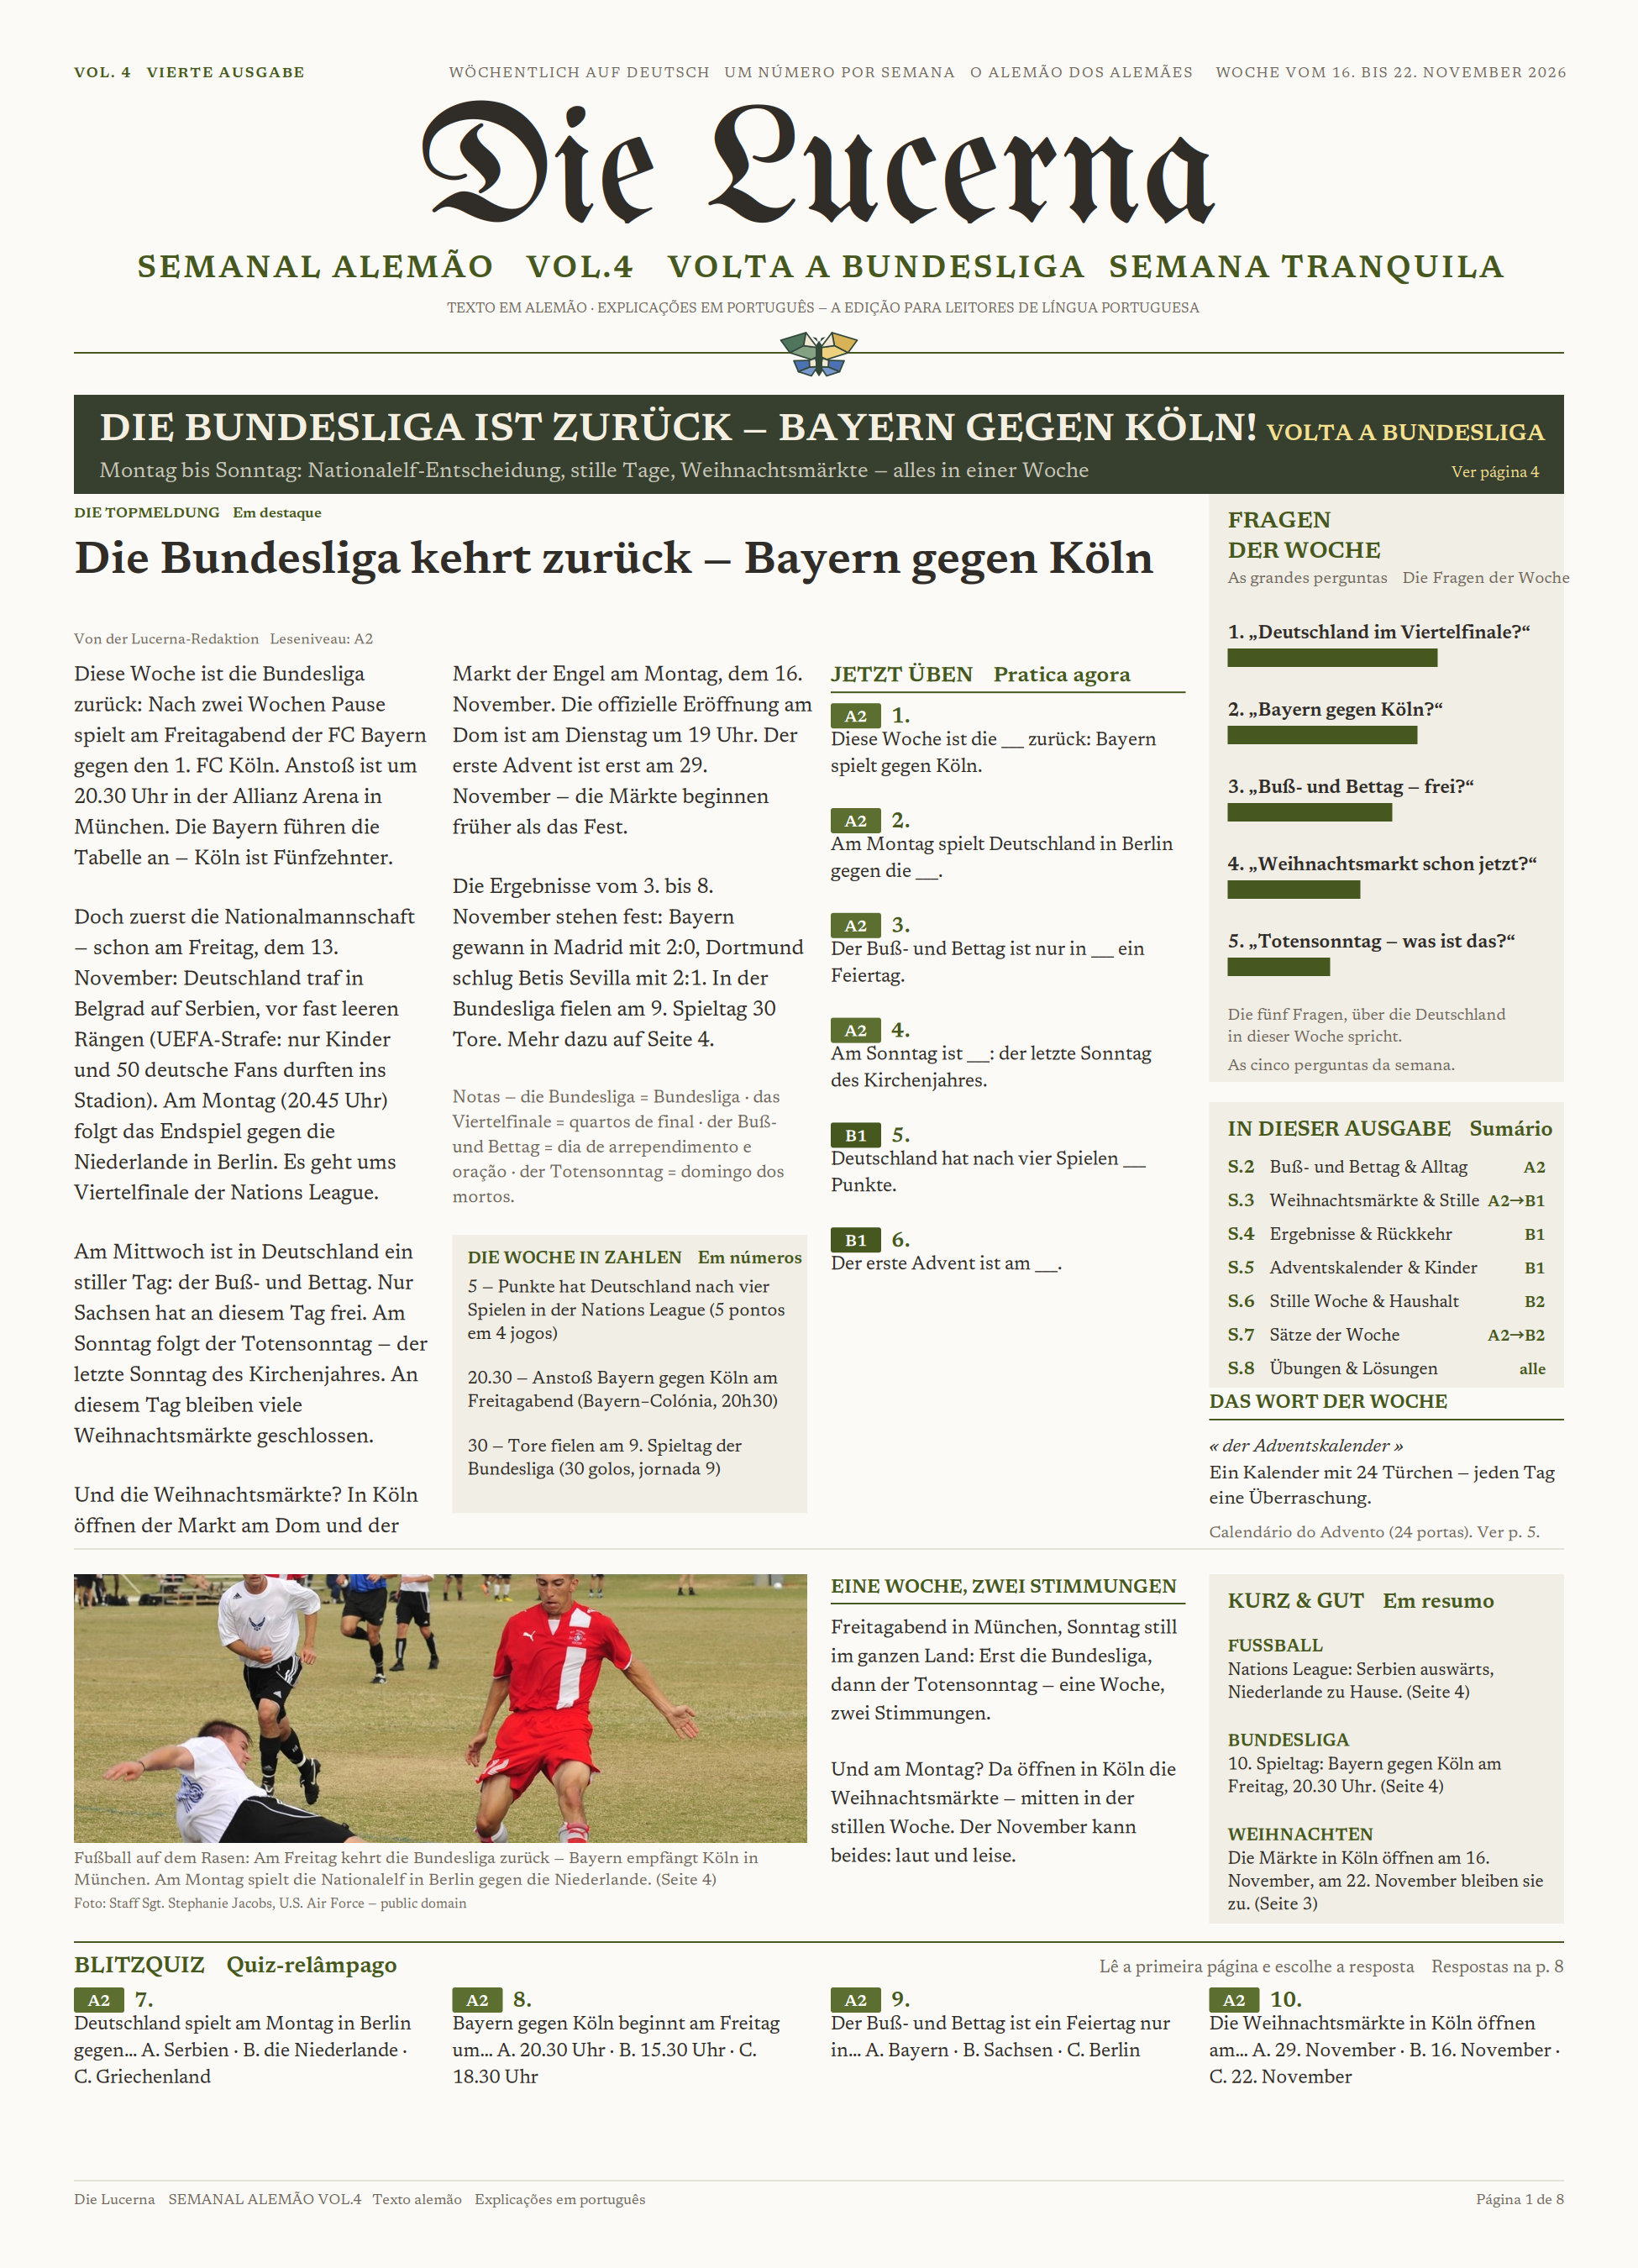 VOL. 4 VIERTE AUSGABE
WÖCHENTLICH AUF DEUTSCH UM NÚMERO POR SEMANA O ALEMÃO DOS ALEMÃES
WOCHE VOM 16. BIS 22. NOVEMBER 2026
Die Lucerna
SEMANAL ALEMÃO VOL.4 VOLTA A BUNDESLIGA SEMANA TRANQUILA
TEXTO EM ALEMÃO · EXPLICAÇÕES EM PORTUGUÊS – A EDIÇÃO PARA LEITORES DE LÍNGUA PORTUGUESA
DIE BUNDESLIGA IST ZURÜCK – BAYERN GEGEN KÖLN! VOLTA A BUNDESLIGA
Montag bis Sonntag: Nationalelf-Entscheidung, stille Tage, Weihnachtsmärkte – alles in einer Woche
Ver página 4
DIE TOPMELDUNG Em destaque
Die Bundesliga kehrt zurück – Bayern gegen Köln
Von der Lucerna-Redaktion Leseniveau: A2
Diese Woche ist die Bundesliga
zurück: Nach zwei Wochen Pause
spielt am Freitagabend der FC Bayern
gegen den 1. FC Köln. Anstoß ist um
20.30 Uhr in der Allianz Arena in
München. Die Bayern führen die
Tabelle an – Köln ist Fünfzehnter.
Doch zuerst die Nationalmannschaft
– schon am Freitag, dem 13.
November: Deutschland traf in
Belgrad auf Serbien, vor fast leeren
Rängen (UEFA-Strafe: nur Kinder
und 50 deutsche Fans durften ins
Stadion). Am Montag (20.45 Uhr)
folgt das Endspiel gegen die
Niederlande in Berlin. Es geht ums
Viertelfinale der Nations League.
Am Mittwoch ist in Deutschland ein
stiller Tag: der Buß- und Bettag. Nur
Sachsen hat an diesem Tag frei. Am
Sonntag folgt der Totensonntag – der
letzte Sonntag des Kirchenjahres. An
diesem Tag bleiben viele
Weihnachtsmärkte geschlossen.
Und die Weihnachtsmärkte? In Köln
öffnen der Markt am Dom und der
Markt der Engel am Montag, dem 16.
November. Die offizielle Eröffnung am
Dom ist am Dienstag um 19 Uhr. Der
erste Advent ist erst am 29.
November – die Märkte beginnen
früher als das Fest.
Die Ergebnisse vom 3. bis 8.
November stehen fest: Bayern
gewann in Madrid mit 2:0, Dortmund
schlug Betis Sevilla mit 2:1. In der
Bundesliga fielen am 9. Spieltag 30
Tore. Mehr dazu auf Seite 4.
Notas – die Bundesliga = Bundesliga · das
Viertelfinale = quartos de final · der Buß-
und Bettag = dia de arrependimento e
oração · der Totensonntag = domingo dos
mortos.
DIE WOCHE IN ZAHLEN Em números
5 – Punkte hat Deutschland nach vier
Spielen in der Nations League (5 pontos
em 4 jogos)
20.30 – Anstoß Bayern gegen Köln am
Freitagabend (Bayern–Colónia, 20h30)
30 – Tore fielen am 9. Spieltag der
Bundesliga (30 golos, jornada 9)
JETZT ÜBEN Pratica agora
A2 1.
Diese Woche ist die ___ zurück: Bayern
spielt gegen Köln.
A2 2.
Am Montag spielt Deutschland in Berlin
gegen die ___.
A2 3.
Der Buß- und Bettag ist nur in ___ ein
Feiertag.
A2 4.
Am Sonntag ist ___: der letzte Sonntag
des Kirchenjahres.
B1 5.
Deutschland hat nach vier Spielen ___
Punkte.
B1 6.
Der erste Advent ist am ___.
FRAGEN
DER WOCHE
As grandes perguntas Die Fragen der Woche
1. „Deutschland im Viertelfinale?“
2. „Bayern gegen Köln?“
3. „Buß- und Bettag – frei?“
4. „Weihnachtsmarkt schon jetzt?“
5. „Totensonntag – was ist das?“
Die fünf Fragen, über die Deutschland
in dieser Woche spricht.
As cinco perguntas da semana.
IN DIESER AUSGABE Sumário
S.2 Buß- und Bettag & Alltag A2
S.3 Weihnachtsmärkte & Stille A2→B1
S.4 Ergebnisse & Rückkehr B1
S.5 Adventskalender & Kinder B1
S.6 Stille Woche & Haushalt B2
S.7 Sätze der Woche A2→B2
S.8 Übungen & Lösungen alle
DAS WORT DER WOCHE
« der Adventskalender »
Ein Kalender mit 24 Türchen – jeden Tag
eine Überraschung.
Calendário do Advento (24 portas). Ver p. 5.
Fußball auf dem Rasen: Am Freitag kehrt die Bundesliga zurück – Bayern empfängt Köln in
München. Am Montag spielt die Nationalelf in Berlin gegen die Niederlande. (Seite 4)
Foto: Staff Sgt. Stephanie Jacobs, U.S. Air Force – public domain
EINE WOCHE, ZWEI STIMMUNGEN
Freitagabend in München, Sonntag still
im ganzen Land: Erst die Bundesliga,
dann der Totensonntag – eine Woche,
zwei Stimmungen.
Und am Montag? Da öffnen in Köln die
Weihnachtsmärkte – mitten in der
stillen Woche. Der November kann
beides: laut und leise.
KURZ & GUT Em resumo
FUSSBALL
Nations League: Serbien auswärts,
Niederlande zu Hause. (Seite 4)
BUNDESLIGA
10. Spieltag: Bayern gegen Köln am
Freitag, 20.30 Uhr. (Seite 4)
WEIHNACHTEN
Die Märkte in Köln öffnen am 16.
November, am 22. November bleiben sie
zu. (Seite 3)
BLITZQUIZ Quiz-relâmpago
Lê a primeira página e escolhe a resposta Respostas na p. 8
A2 7.
Deutschland spielt am Montag in Berlin
gegen... A. Serbien · B. die Niederlande ·
C. Griechenland
A2 8.
Bayern gegen Köln beginnt am Freitag
um... A. 20.30 Uhr · B. 15.30 Uhr · C.
18.30 Uhr
A2 9.
Der Buß- und Bettag ist ein Feiertag nur
in... A. Bayern · B. Sachsen · C. Berlin
A2 10.
Die Weihnachtsmärkte in Köln öffnen
am... A. 29. November · B. 16. November ·
C. 22. November
Die Lucerna SEMANAL ALEMÃO VOL.4 Texto alemão Explicações em português
Página 1 de 8